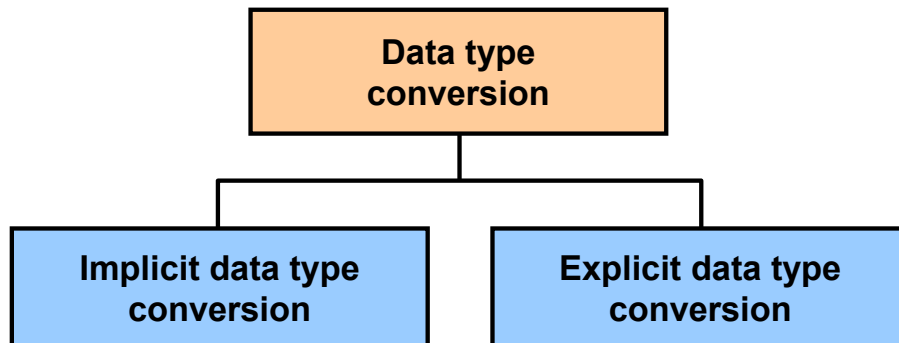 Data type
conversion
Implicit data type
conversion
Explicit data type
conversion